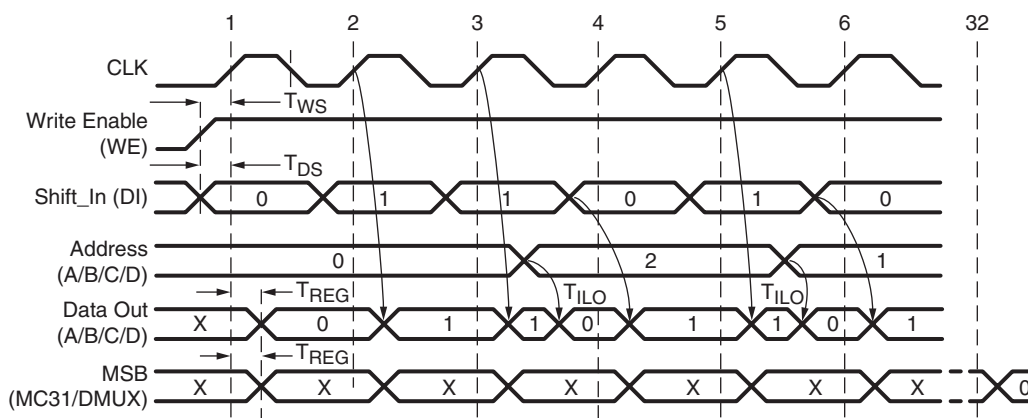 1 2 3 4 5 6 32
CLK
T_WS
Write Enable
(WE)
T_DS
Shift_In (DI) 0 1 1 0 1 0
Address
(A/B/C/D) 0 2 1
T_REG T_ILO T_ILO
Data Out
(A/B/C/D) X 0 1 1 0 1 1 0 1
T_REG
MSB
(MC31/DMUX) X X X X X X X 0